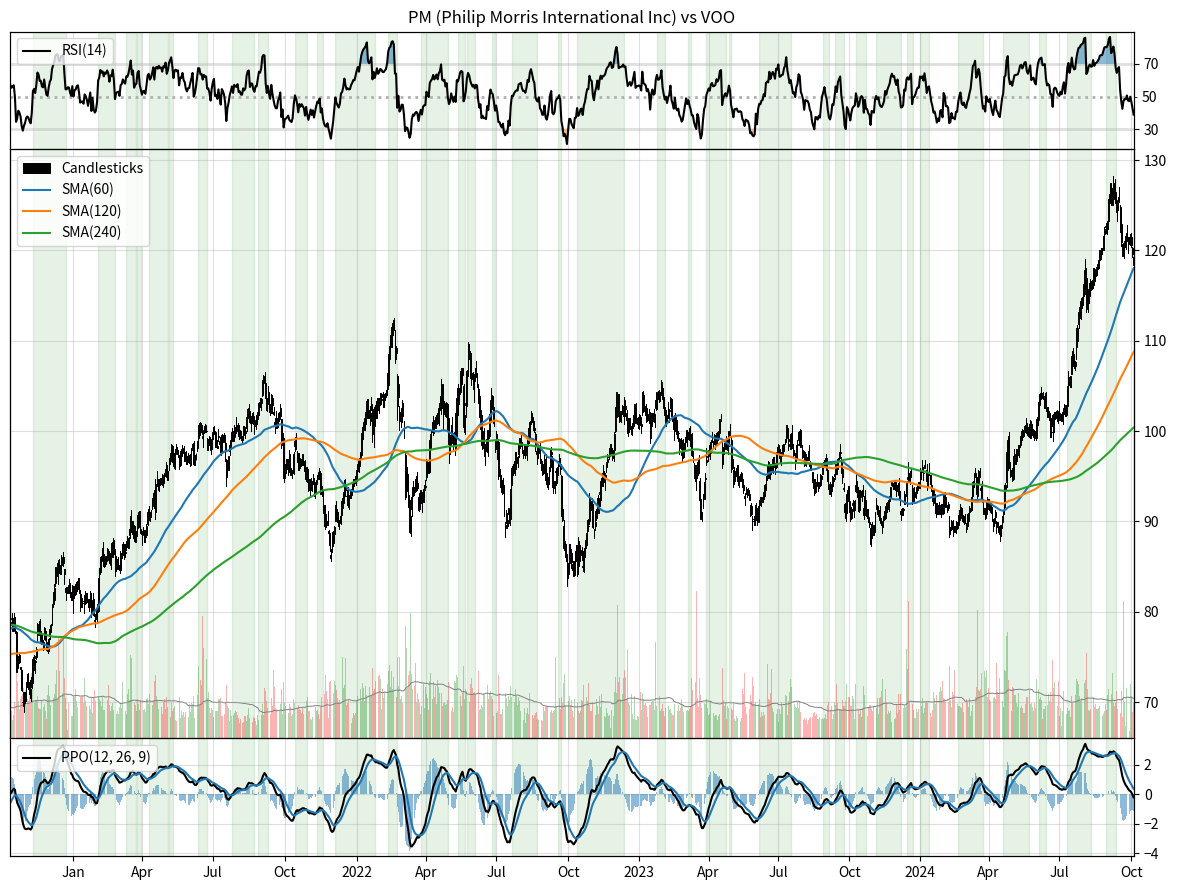 PM (Philip Morris International Inc) vs VOO
RSI(14)
70
50
30
Candlesticks
SMA(60)
SMA(120)
SMA(240)
130
120
110
100
90
80
70
PPO(12, 26, 9)
2
0
−2
−4
Jan Apr Jul Oct 2022 Apr Jul Oct 2023 Apr Jul Oct 2024 Apr Jul Oct